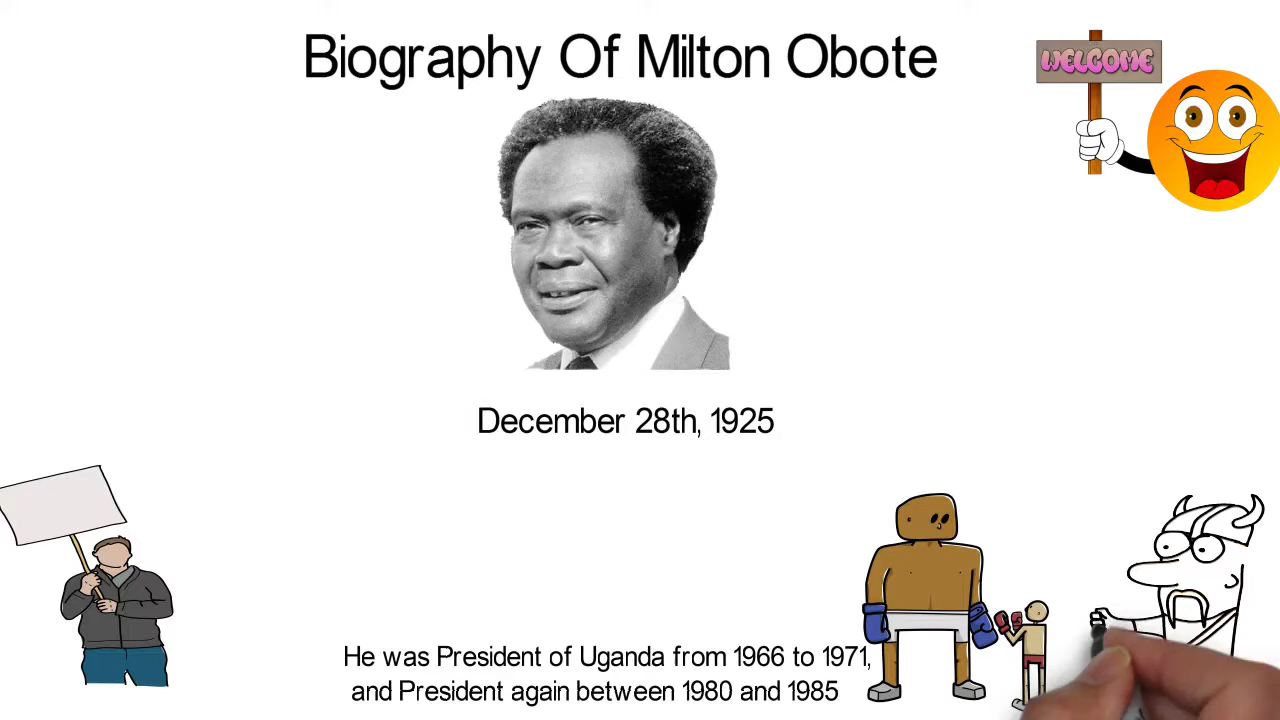 Biography Of Milton Obote
WELCOME
December 28th, 1925
He was President of Uganda from 1966 to 1971,
and President again between 1980 and 1985